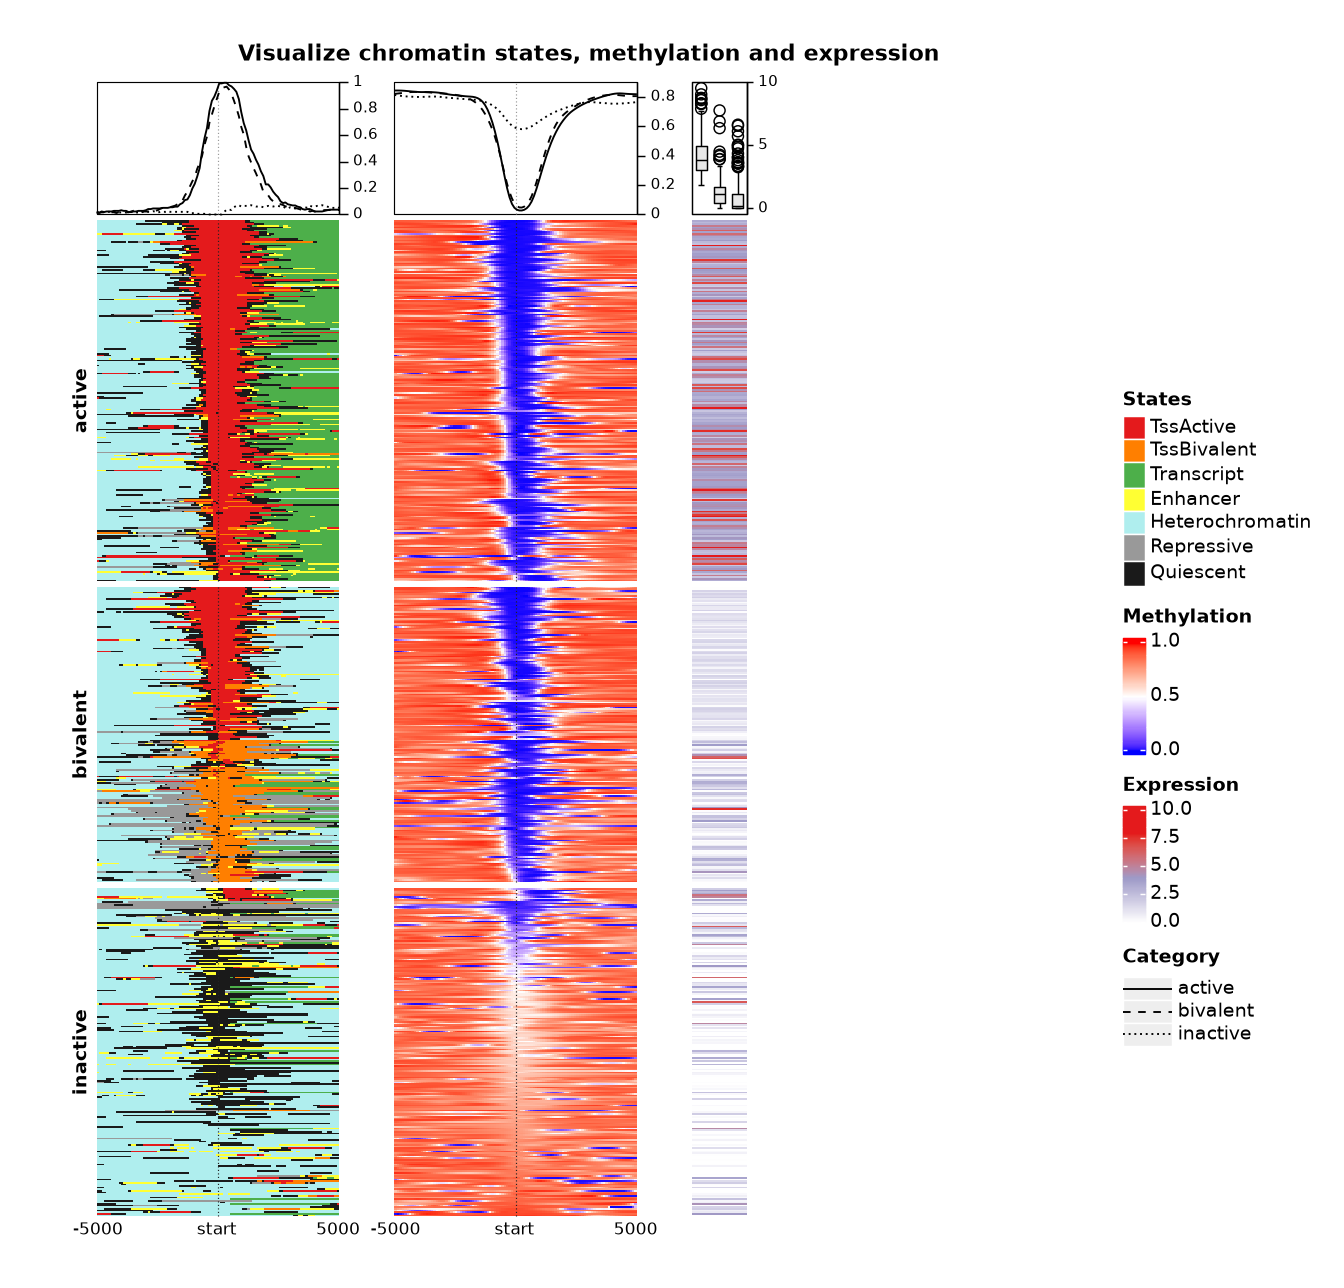 Visualize chromatin states, methylation and expression
1
0.8
0.6
0.4
0.2
0
0.8
0.6
0.4
0.2
0
10
5
0
active
bivalent
inactive
-5000 start 5000
-5000 start 5000
States
TssActive
TssBivalent
Transcript
Enhancer
Heterochromatin
Repressive
Quiescent
Methylation
1.0
0.5
0.0
Expression
10.0
7.5
5.0
2.5
0.0
Category
active
bivalent
inactive